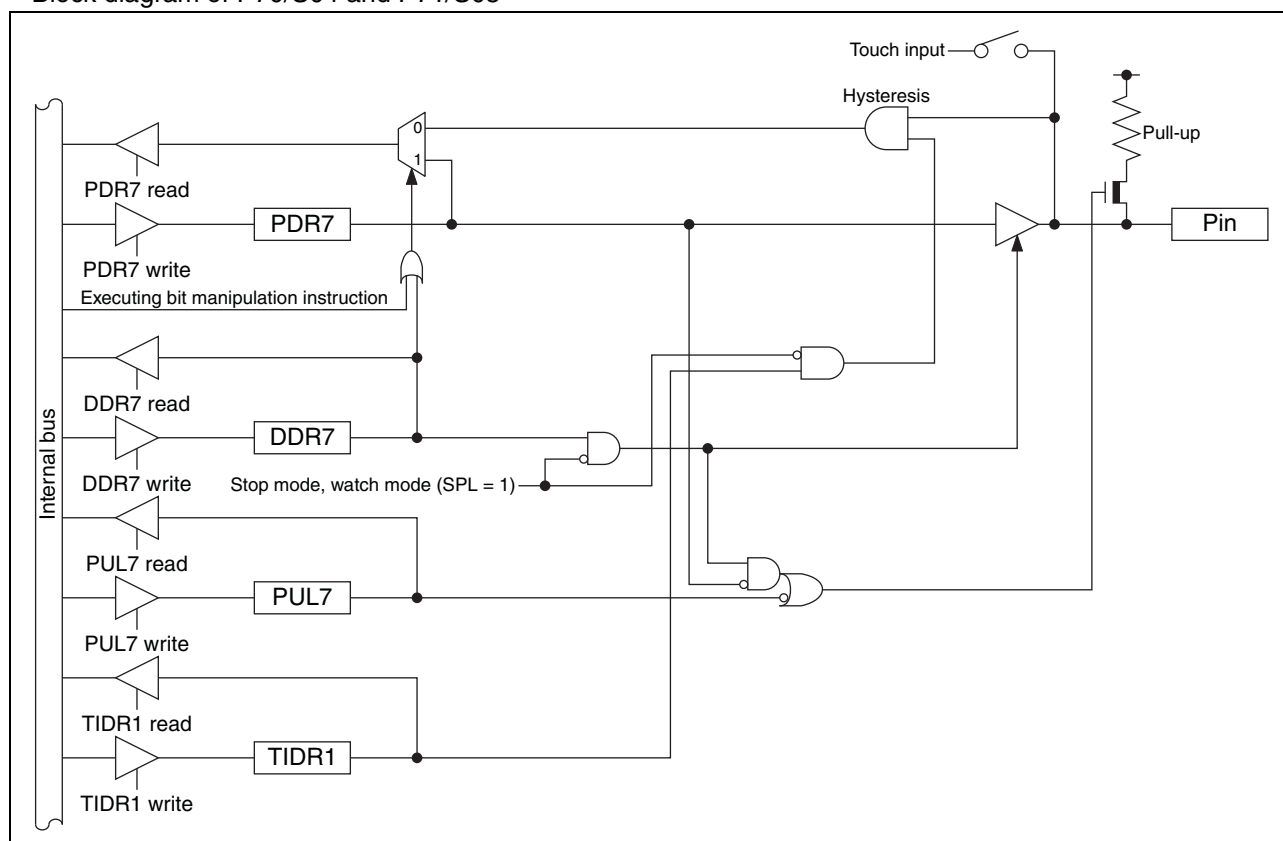 Touch input
Hysteresis
Pull-up
0
1
PDR7 read
PDR7
Pin
PDR7 write
Executing bit manipulation instruction
DDR7 read
DDR7
DDR7 write
Stop mode, watch mode (SPL = 1)
Internal bus
PUL7 read
PUL7
PUL7 write
TIDR1 read
TIDR1
TIDR1 write